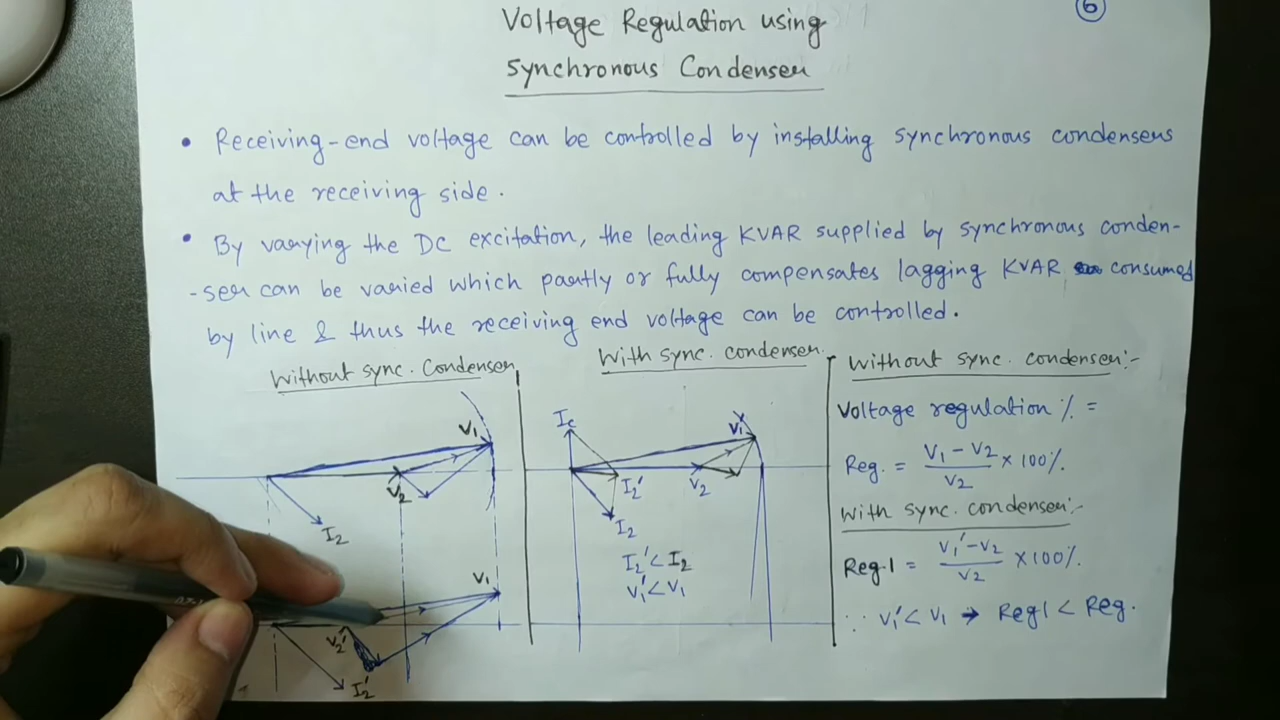 6
Voltage Regulation using
Synchronous Condenser
• Receiving-end voltage can be controlled by installing synchronous condensers
at the receiving side.
• By varying the DC excitation, the leading KVAR supplied by synchronous conden-
-ser can be varied which partly or fully compensates lagging KVAR consumed
by line & thus the receiving end voltage can be controlled.
Without sync. Condenser
V1
V2
I2
V1
V2'
I2'
With sync. condenser
Ic
V1
I2'
V2
I2
I2' < I2
V1' < V1
Without sync. condenser:-
Voltage regulation % =
Reg. = V1 - V2 / V2 × 100%
With sync. condenser:-
Reg.1 = V1' - V2 / V2 × 100%
∵ V1' < V1 → Reg1 < Reg.